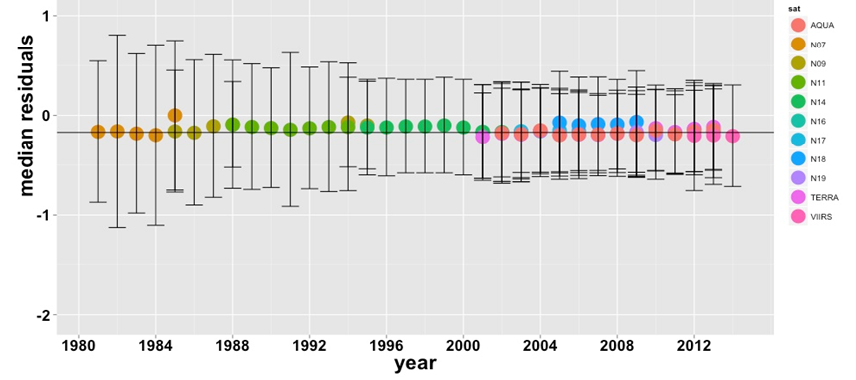 sat
1
AQUA
N07
N09
N11
N14
N16
N17
N18
N19
TERRA
VIIRS
0
-1
-2
median residuals
1980 1984 1988 1992 1996 2000 2004 2008 2012
year